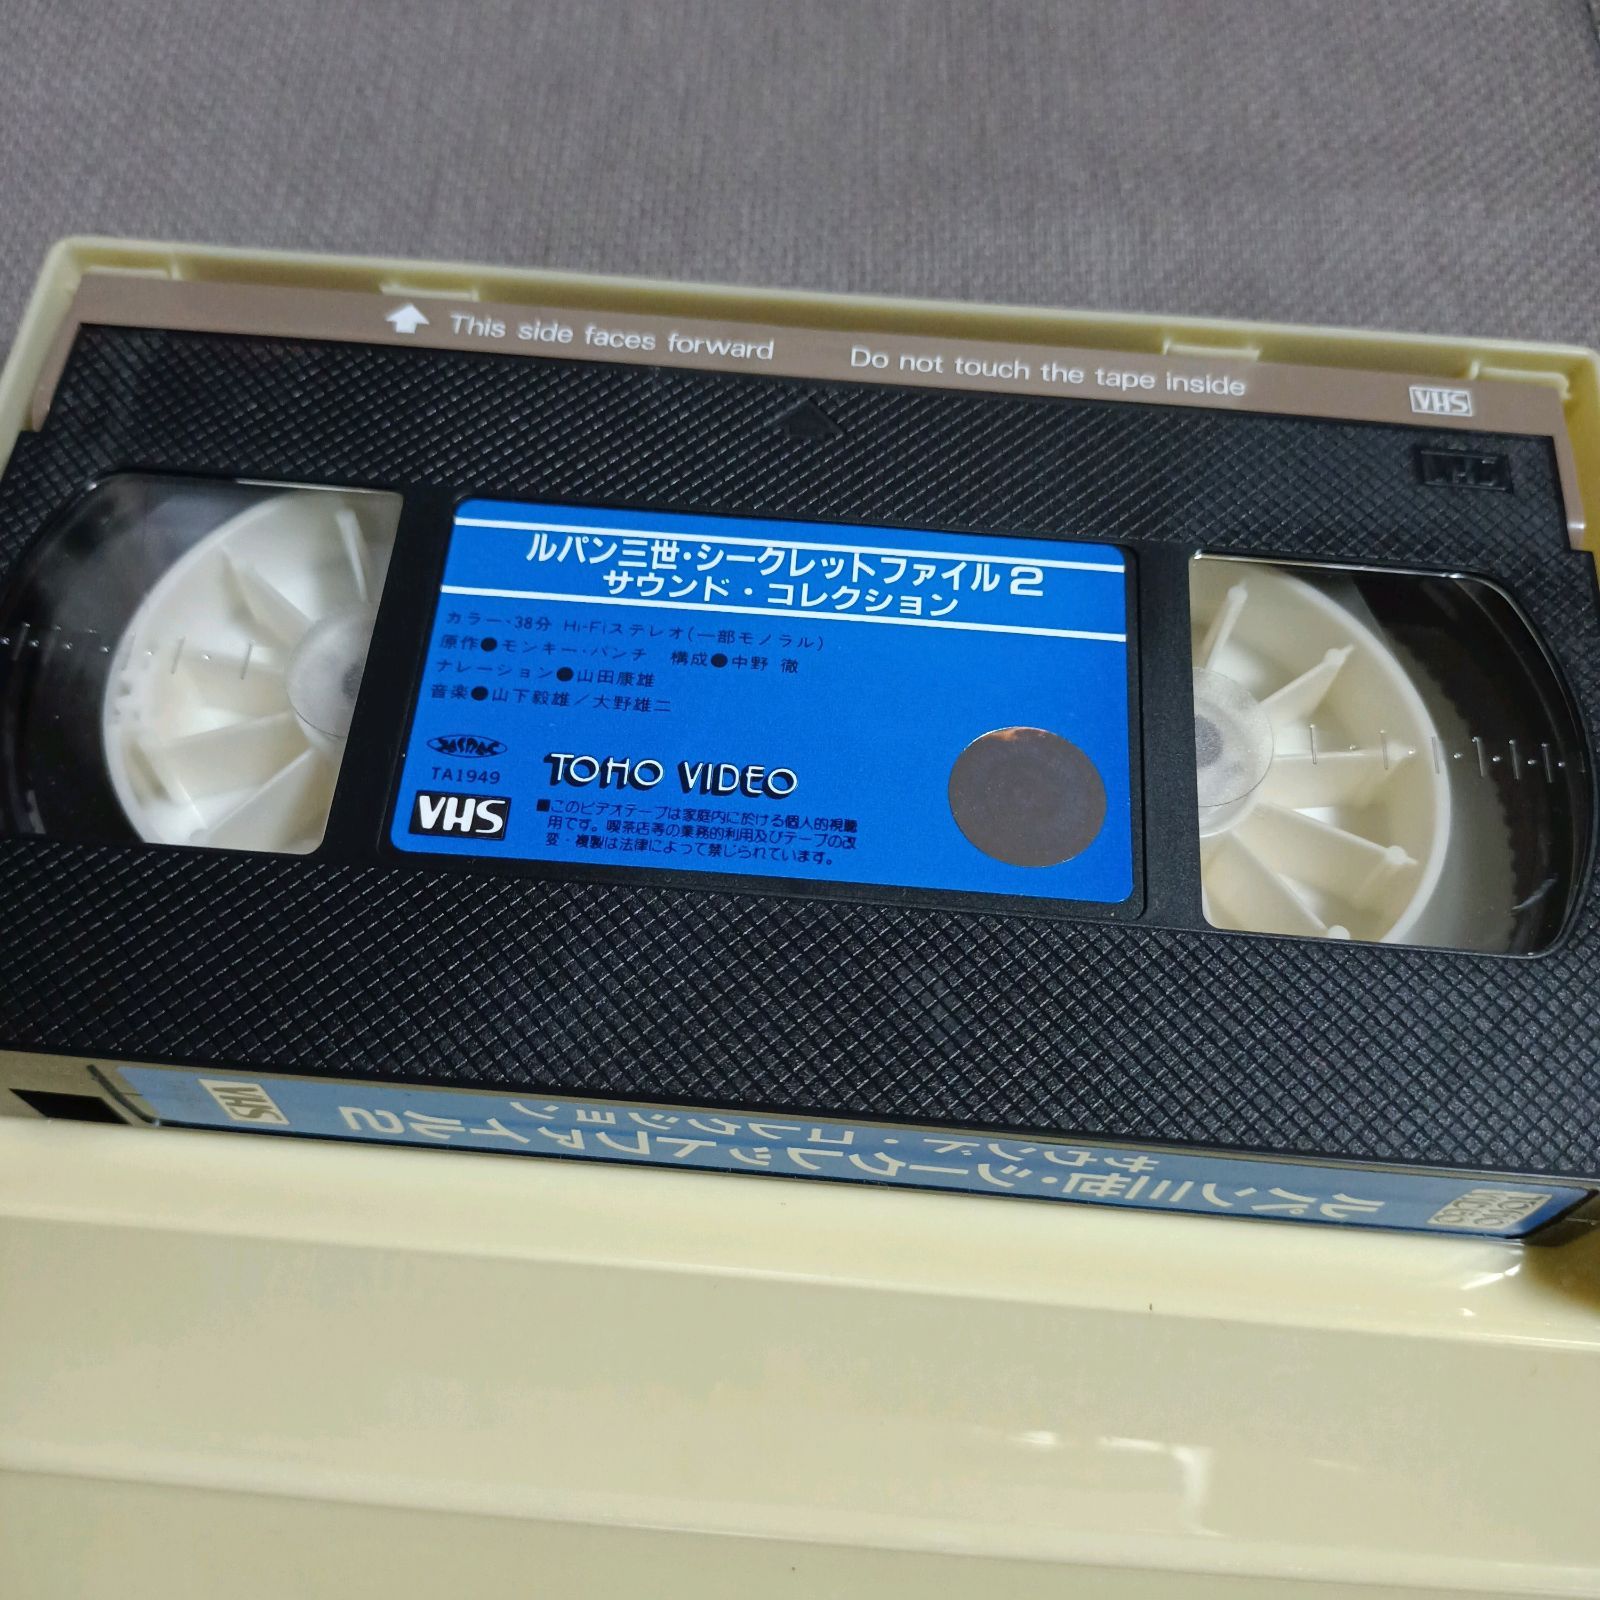 This side faces forward Do not touch the tape inside VHS
ルパン三世・シークレットファイル2
サウンド・コレクション
カラー・38分 Hi-Fiステレオ(一部モノラル)
原作●モンキー・パンチ 構成●中野 徹
ナレーション●山田康雄
音楽●山下毅雄/大野雄二
JASRAC
TA1949
TOHO VIDEO
VHS
■このビデオテープは家庭内に於ける個人的視聴
用です。喫茶店等の業務的利用及びテープの改
変・複製は法律によって禁じられています。
ルパン三世・シークレットファイル2
サウンド・コレクション
VHS
TOHO
VIDEO